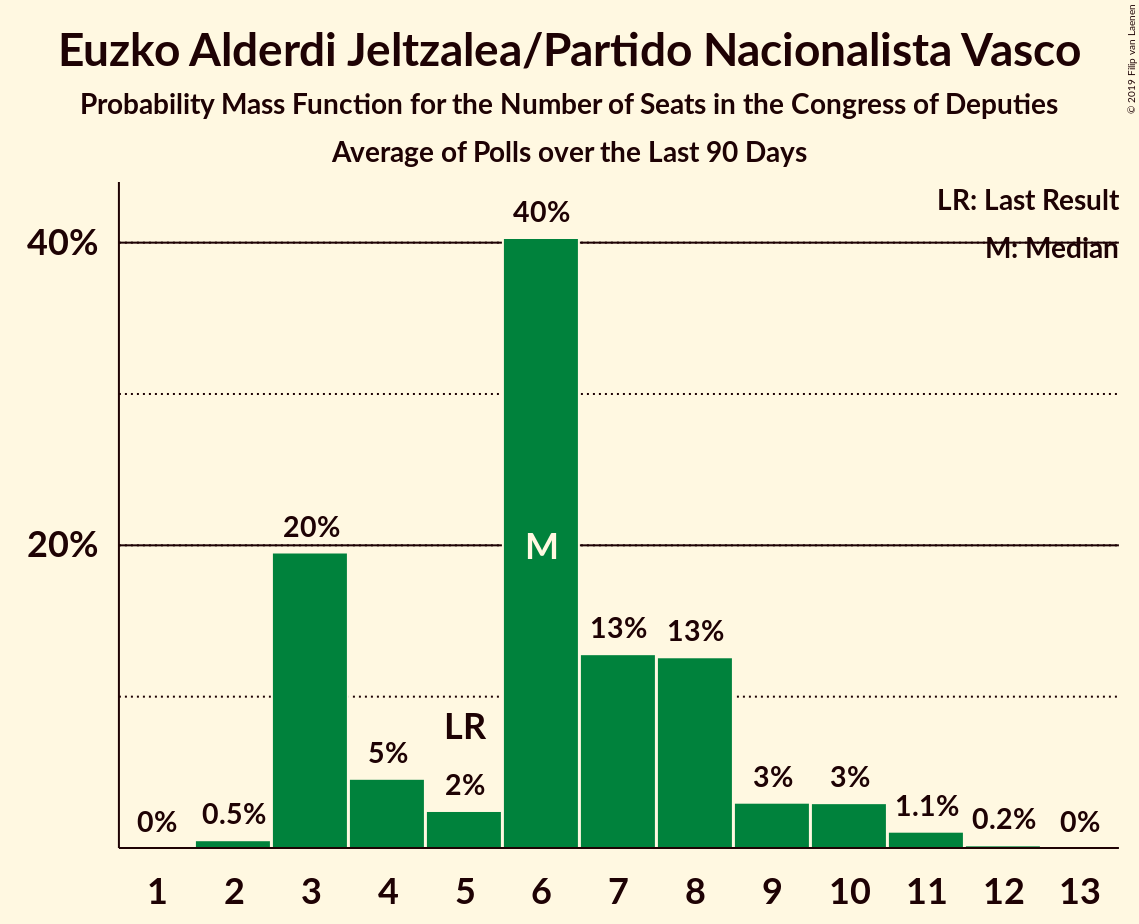 Euzko Alderdi Jeltzalea/Partido Nacionalista Vasco
Probability Mass Function for the Number of Seats in the Congress of Deputies
Average of Polls over the Last 90 Days
© 2019 Filip van Laenen
LR: Last Result
M: Median
40%
20%
0%
0.5%
20%
5%
LR
2%
40%
M
13%
13%
3%
3%
1.1%
0.2%
0%
1 2 3 4 5 6 7 8 9 10 11 12 13